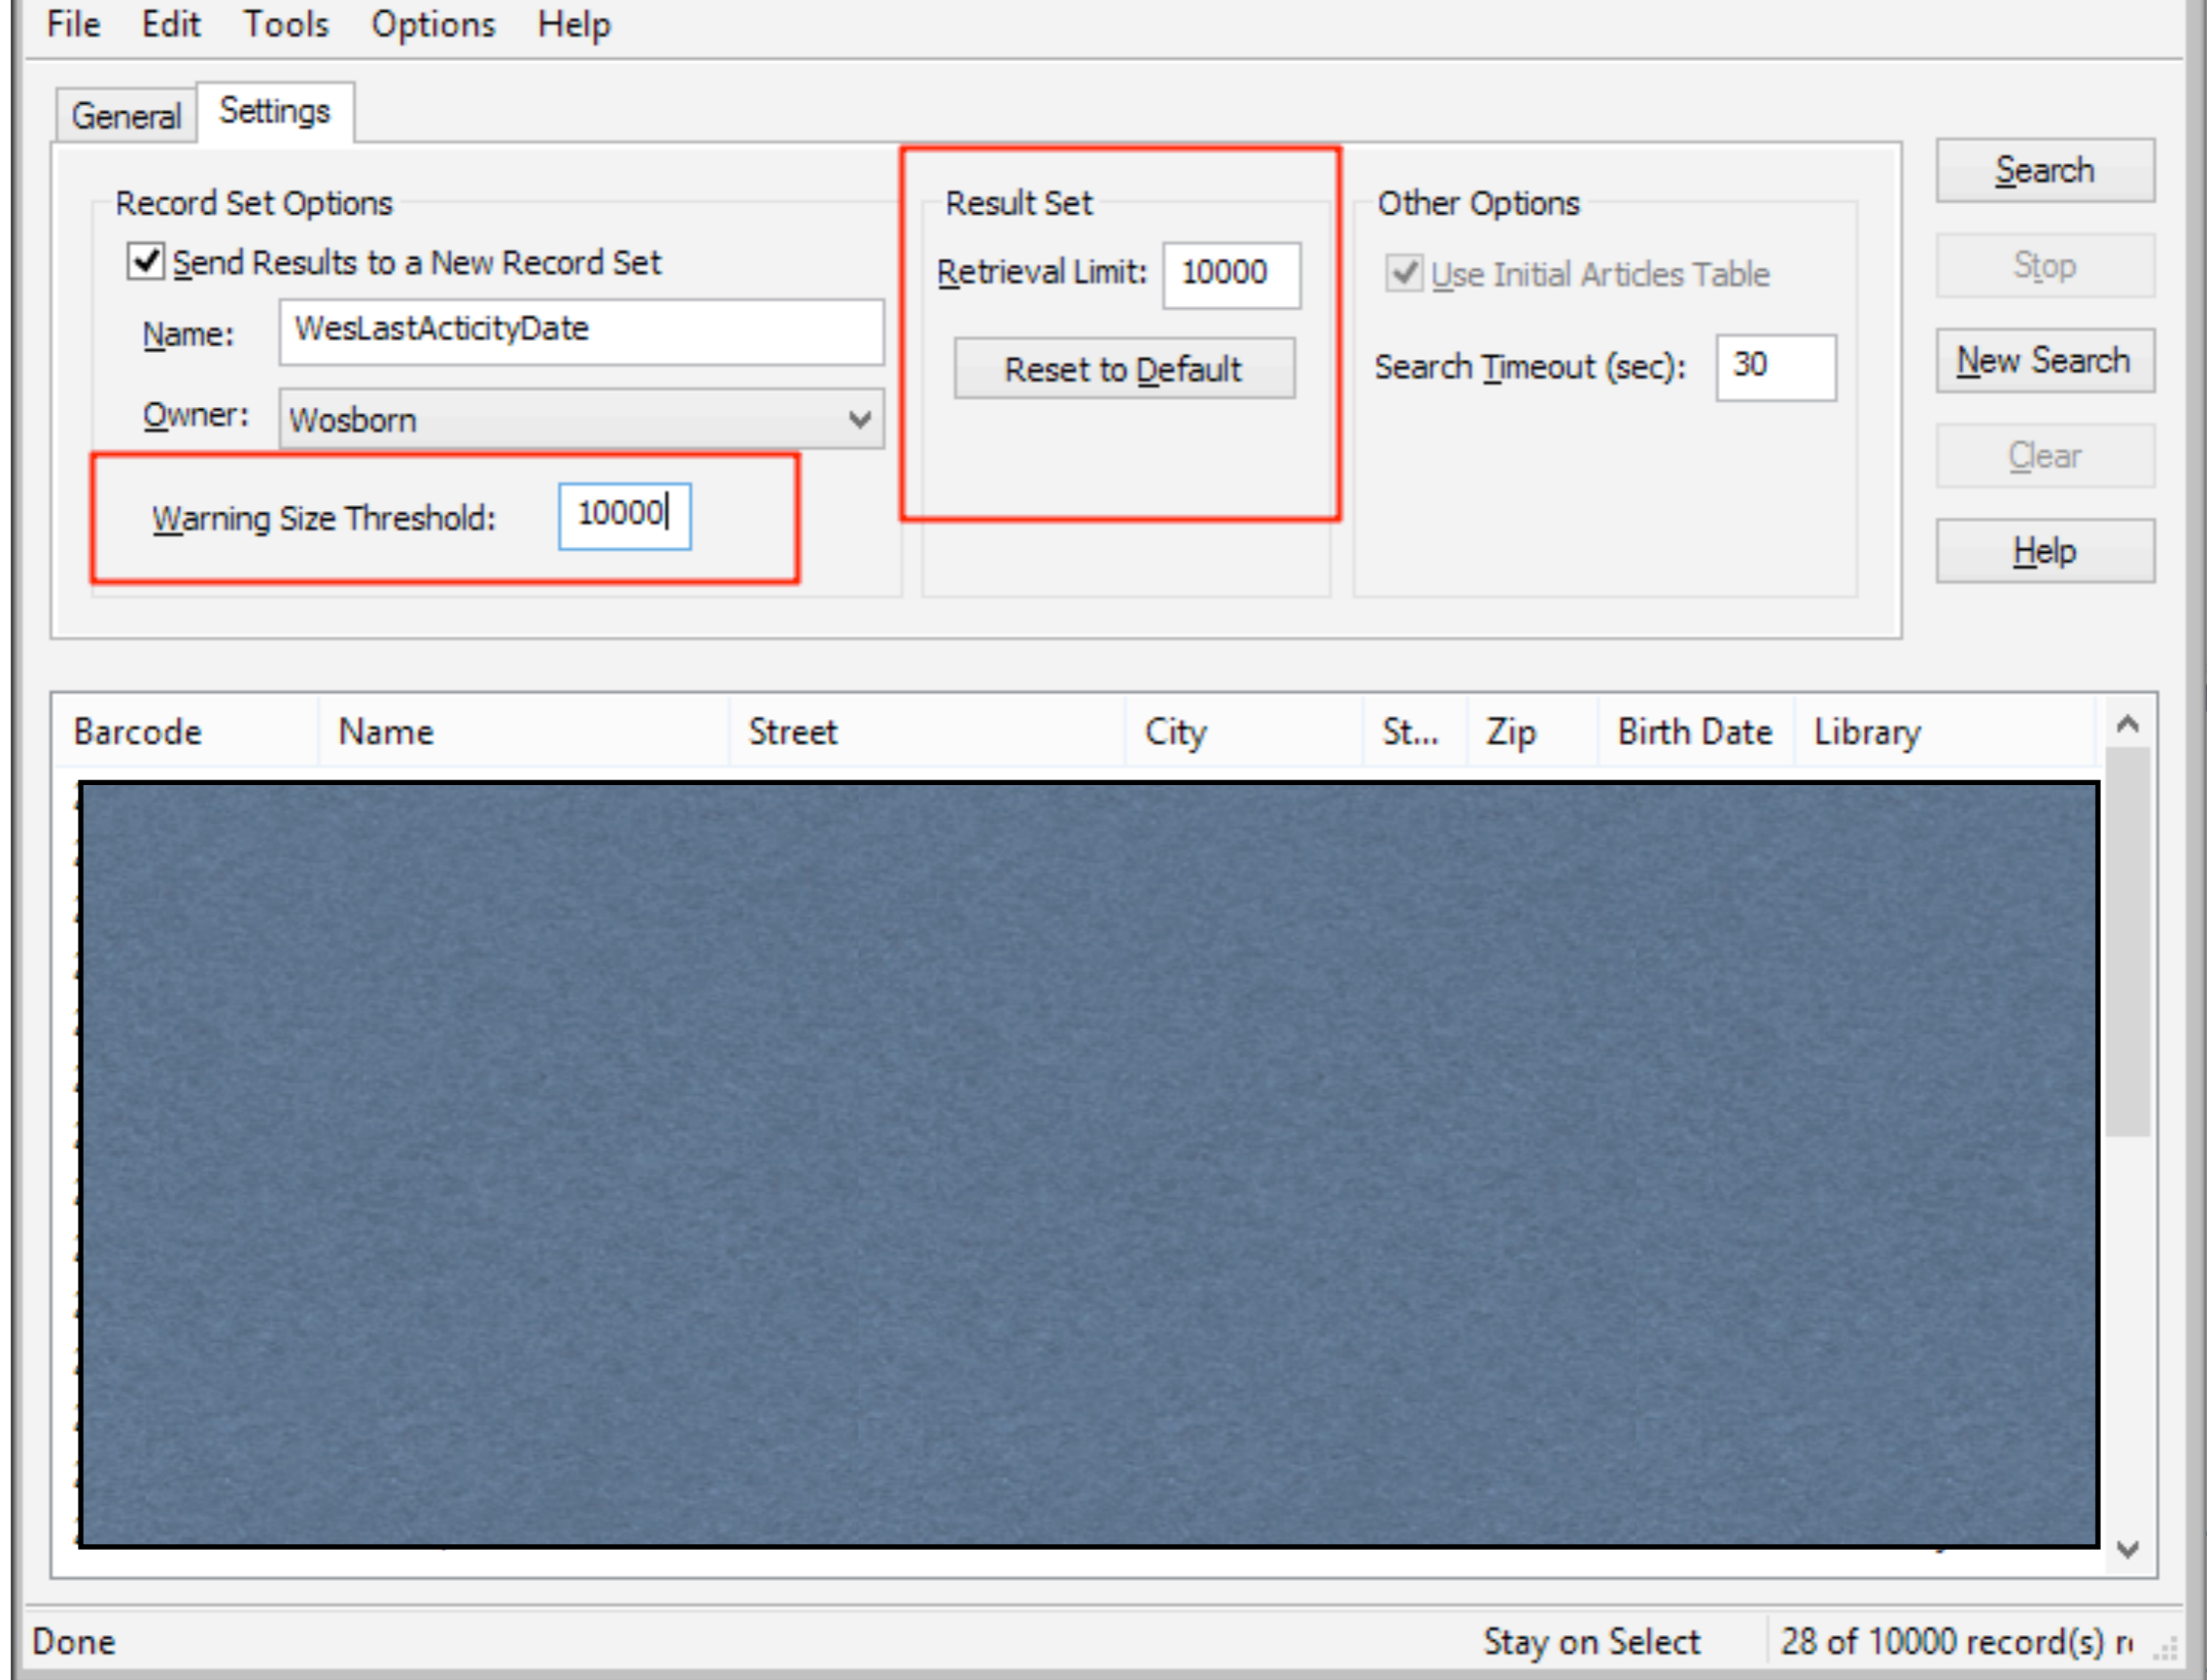 File Edit Tools Options Help
General Settings
Record Set Options
Send Results to a New Record Set
Name: WesLastActicityDate
Owner: Wosborn
Warning Size Threshold: 10000
Result Set
Retrieval Limit: 10000
Reset to Default
Other Options
Use Initial Articles Table
Search Timeout (sec): 30
Search
Stop
New Search
Clear
Help
Barcode Name Street City St... Zip Birth Date Library
Done Stay on Select 28 of 10000 record(s)